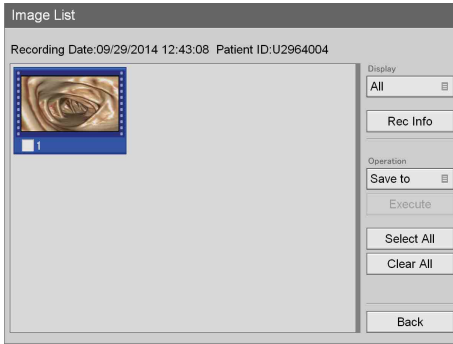 Image List
Recording Date:09/29/2014 12:43:08 Patient ID:U2964004
Display
All
Rec Info
1
Operation
Save to
Execute
Select All
Clear All
Back